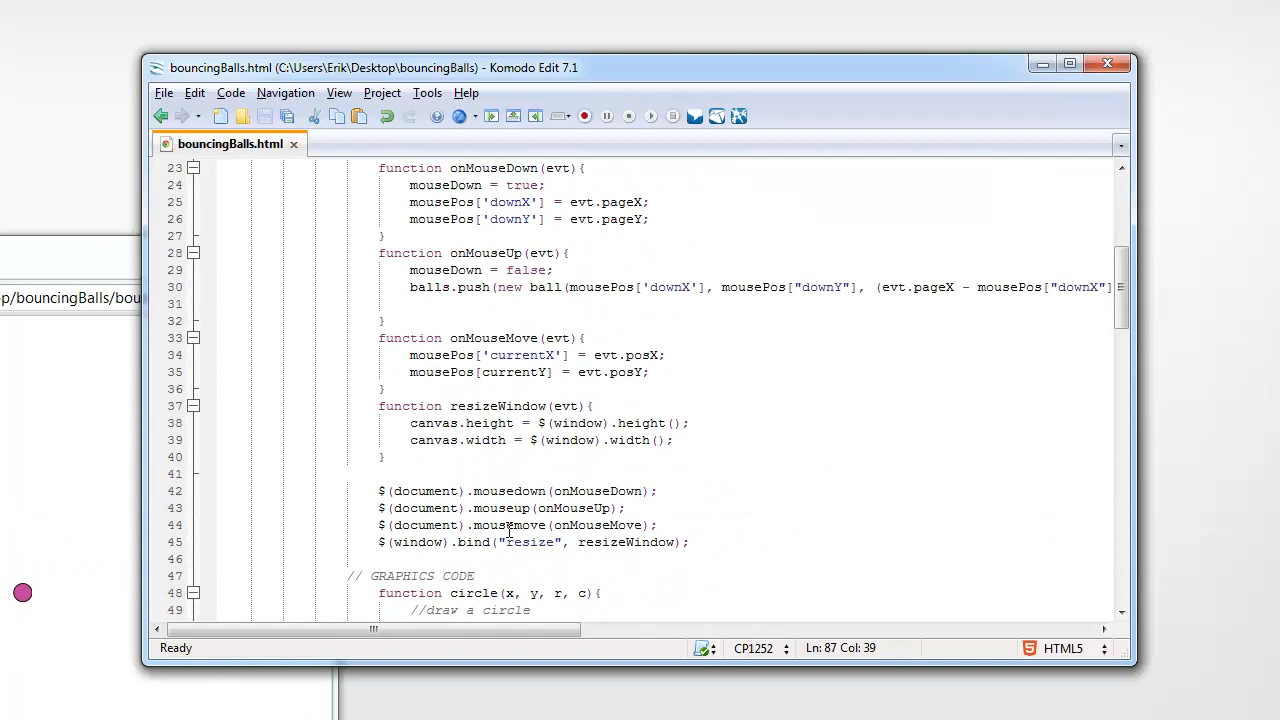 bouncingBalls.html (C:\Users\Erik\Desktop\bouncingBalls) - Komodo Edit 7.1
File Edit Code Navigation View Project Tools Help
bouncingBalls.html
23 function onMouseDown(evt){
24 mouseDown = true;
25 mousePos['downX'] = evt.pageX;
26 mousePos['downY'] = evt.pageY;
27 }
28 function onMouseUp(evt){
29 mouseDown = false;
30 balls.push(new ball(mousePos['downX'], mousePos["downY"], (evt.pageX - mousePos["downX"]
31
32 }
33 function onMouseMove(evt){
34 mousePos['currentX'] = evt.posX;
35 mousePos[currentY] = evt.posY;
36 }
37 function resizeWindow(evt){
38 canvas.height = $(window).height();
39 canvas.width = $(window).width();
40 }
41
42 $(document).mousedown(onMouseDown);
43 $(document).mouseup(onMouseUp);
44 $(document).mousemove(onMouseMove);
45 $(window).bind("resize", resizeWindow);
46
47 // GRAPHICS CODE
48 function circle(x, y, r, c){
49 //draw a circle
op/bouncingBalls/bou
Ready CP1252 Ln: 87 Col: 39 HTML5